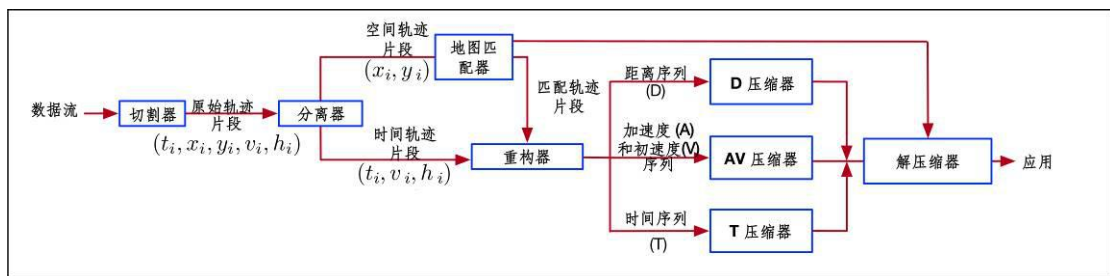 数据流
切割器
原始轨迹
片段
(t_i, x_i, y_i, v_i, h_i)
分离器
空间轨迹
片段
(x_i, y_i)
地图匹
配器
时间轨迹
片段
(t_i, v_i, h_i)
匹配轨迹
片段
重构器
距离序列
(D)
D 压缩器
加速度 (A)
和初速度(V)
序列
AV 压缩器
时间序列
(T)
T 压缩器
解压缩器
应用